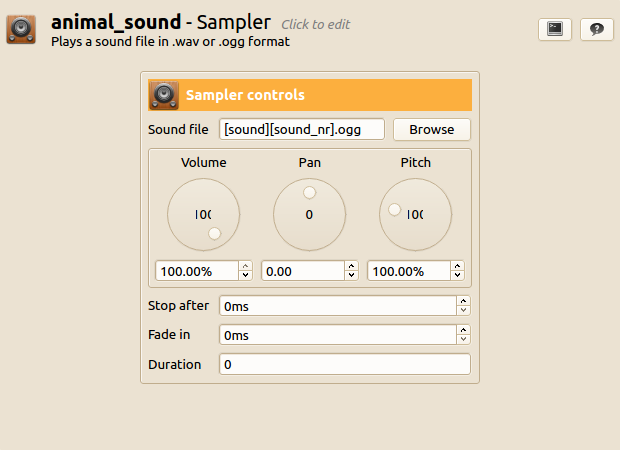 animal_sound - Sampler Click to edit
Plays a sound file in .wav or .ogg format
Sampler controls
Sound file [sound][sound_nr].ogg Browse
Volume Pan Pitch
100 0 100
100.00% 0.00 100.00%
Stop after 0ms
Fade in 0ms
Duration 0